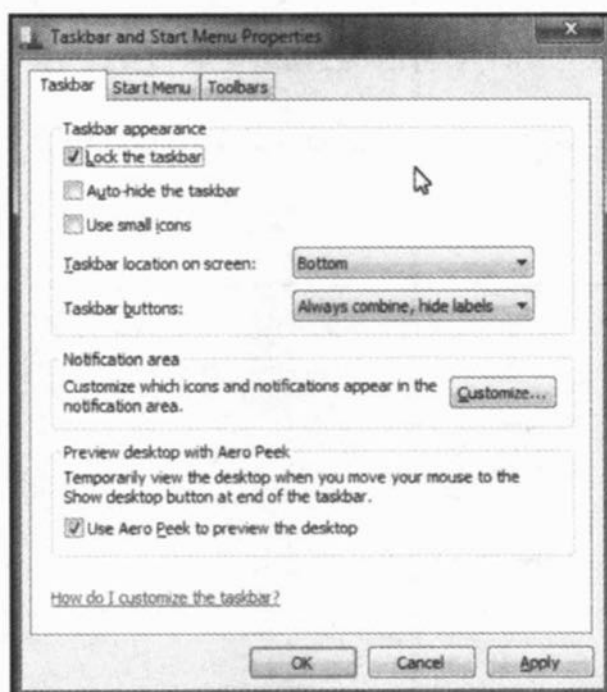 Taskbar and Start Menu Properties
Taskbar Start Menu Toolbars
Taskbar appearance
Lock the taskbar
Auto-hide the taskbar
Use small icons
Taskbar location on screen: Bottom
Taskbar buttons: Always combine, hide labels
Notification area
Customize which icons and notifications appear in the
notification area.
Customize...
Preview desktop with Aero Peek
Temporarily view the desktop when you move your mouse to the
Show desktop button at end of the taskbar.
Use Aero Peek to preview the desktop
How do I customize the taskbar?
OK Cancel Apply